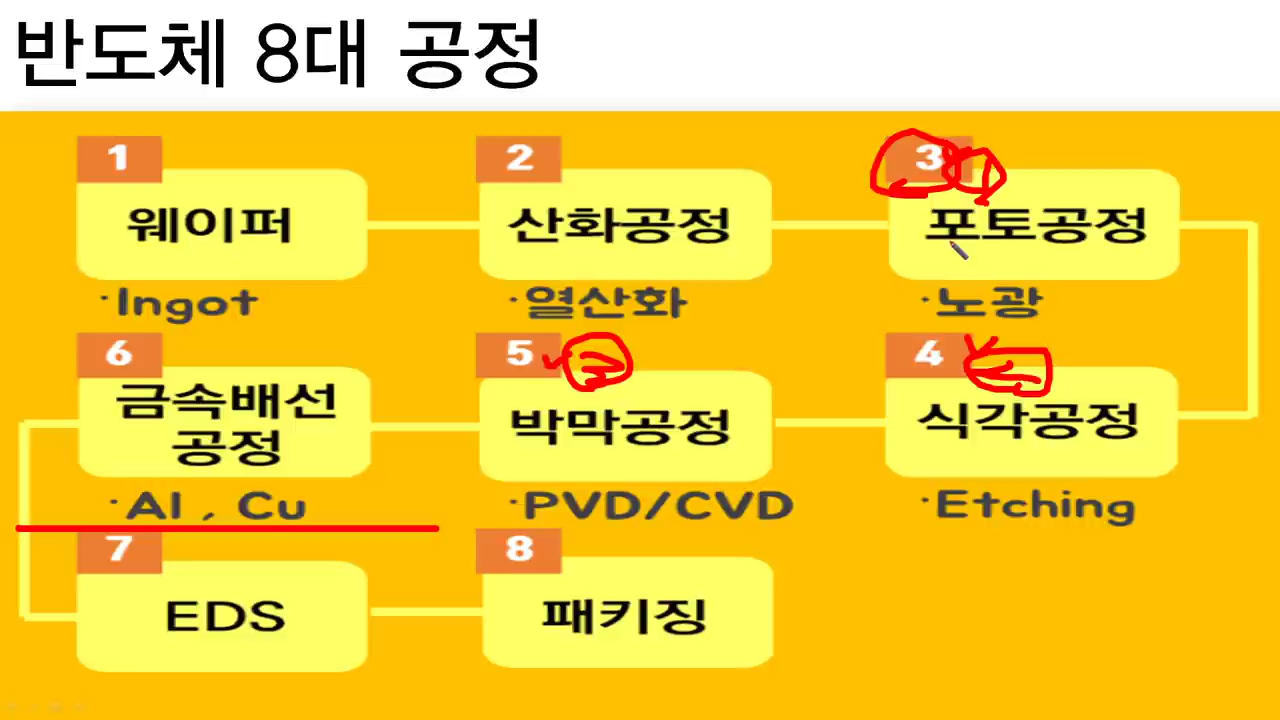 반도체 8대 공정
1
웨이퍼
·Ingot
2
산화공정
·열산화
3
포토공정
·노광
4
식각공정
·Etching
5
박막공정
·PVD/CVD
6
금속배선
공정
·Al , Cu
7
EDS
8
패키징